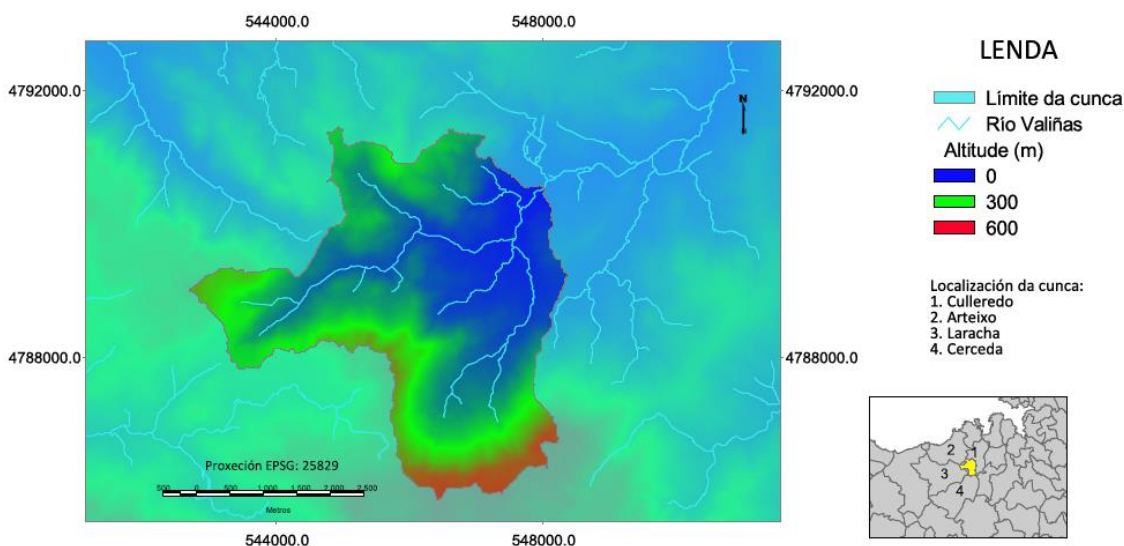 544000.0 548000.0
4792000.0 4792000.0
N
4788000.0 4788000.0
Proxección EPSG: 25829
500 0 500 1 000 1 500 2 000 2 500
Metros
544000.0 548000.0
LENDA
Límite da cunca
Río Valiñas
Altitude (m)
0
300
600
Localización da cunca:
1. Culleredo
2. Arteixo
3. Laracha
4. Cerceda
2 1
3
4